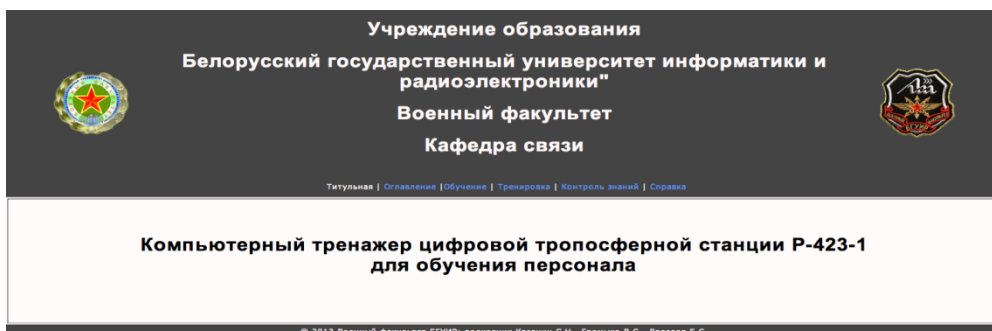 Учреждение образования
Белорусский государственный университет информатики и
радиоэлектроники"
Военный факультет
Кафедра связи
Титульная | Оглавление |Обучение | Тренировка | Контроль знаний | Справка
Компьютерный тренажер цифровой тропосферной станции Р-423-1
для обучения персонала